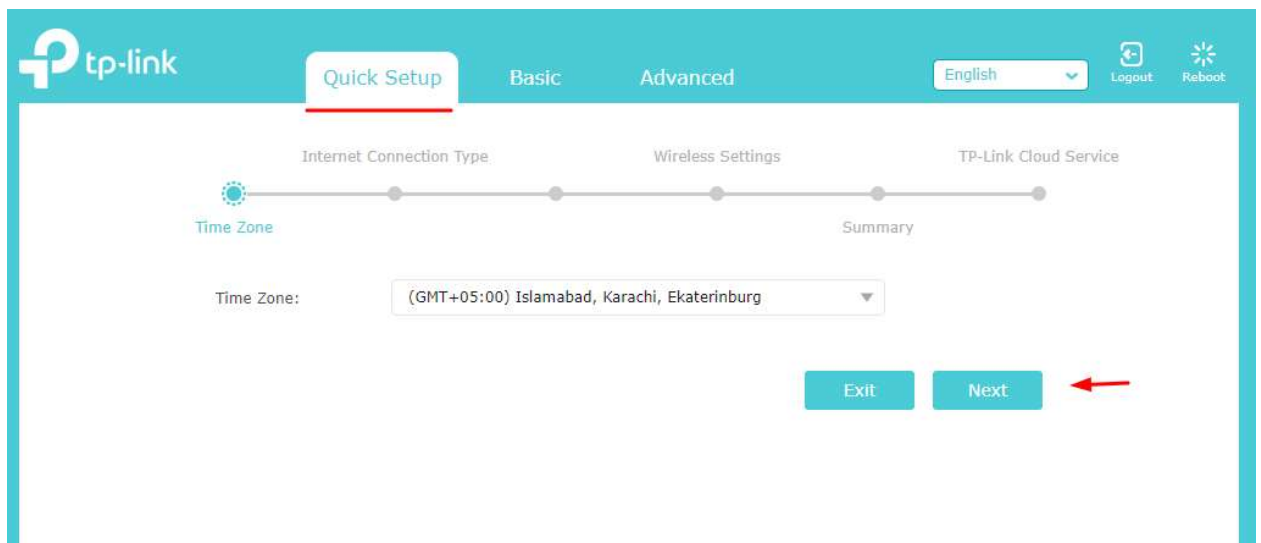 tp-link
Quick Setup Basic Advanced English Logout Reboot
Internet Connection Type Wireless Settings TP-Link Cloud Service
Time Zone Summary
Time Zone: (GMT+05:00) Islamabad, Karachi, Ekaterinburg
Exit Next